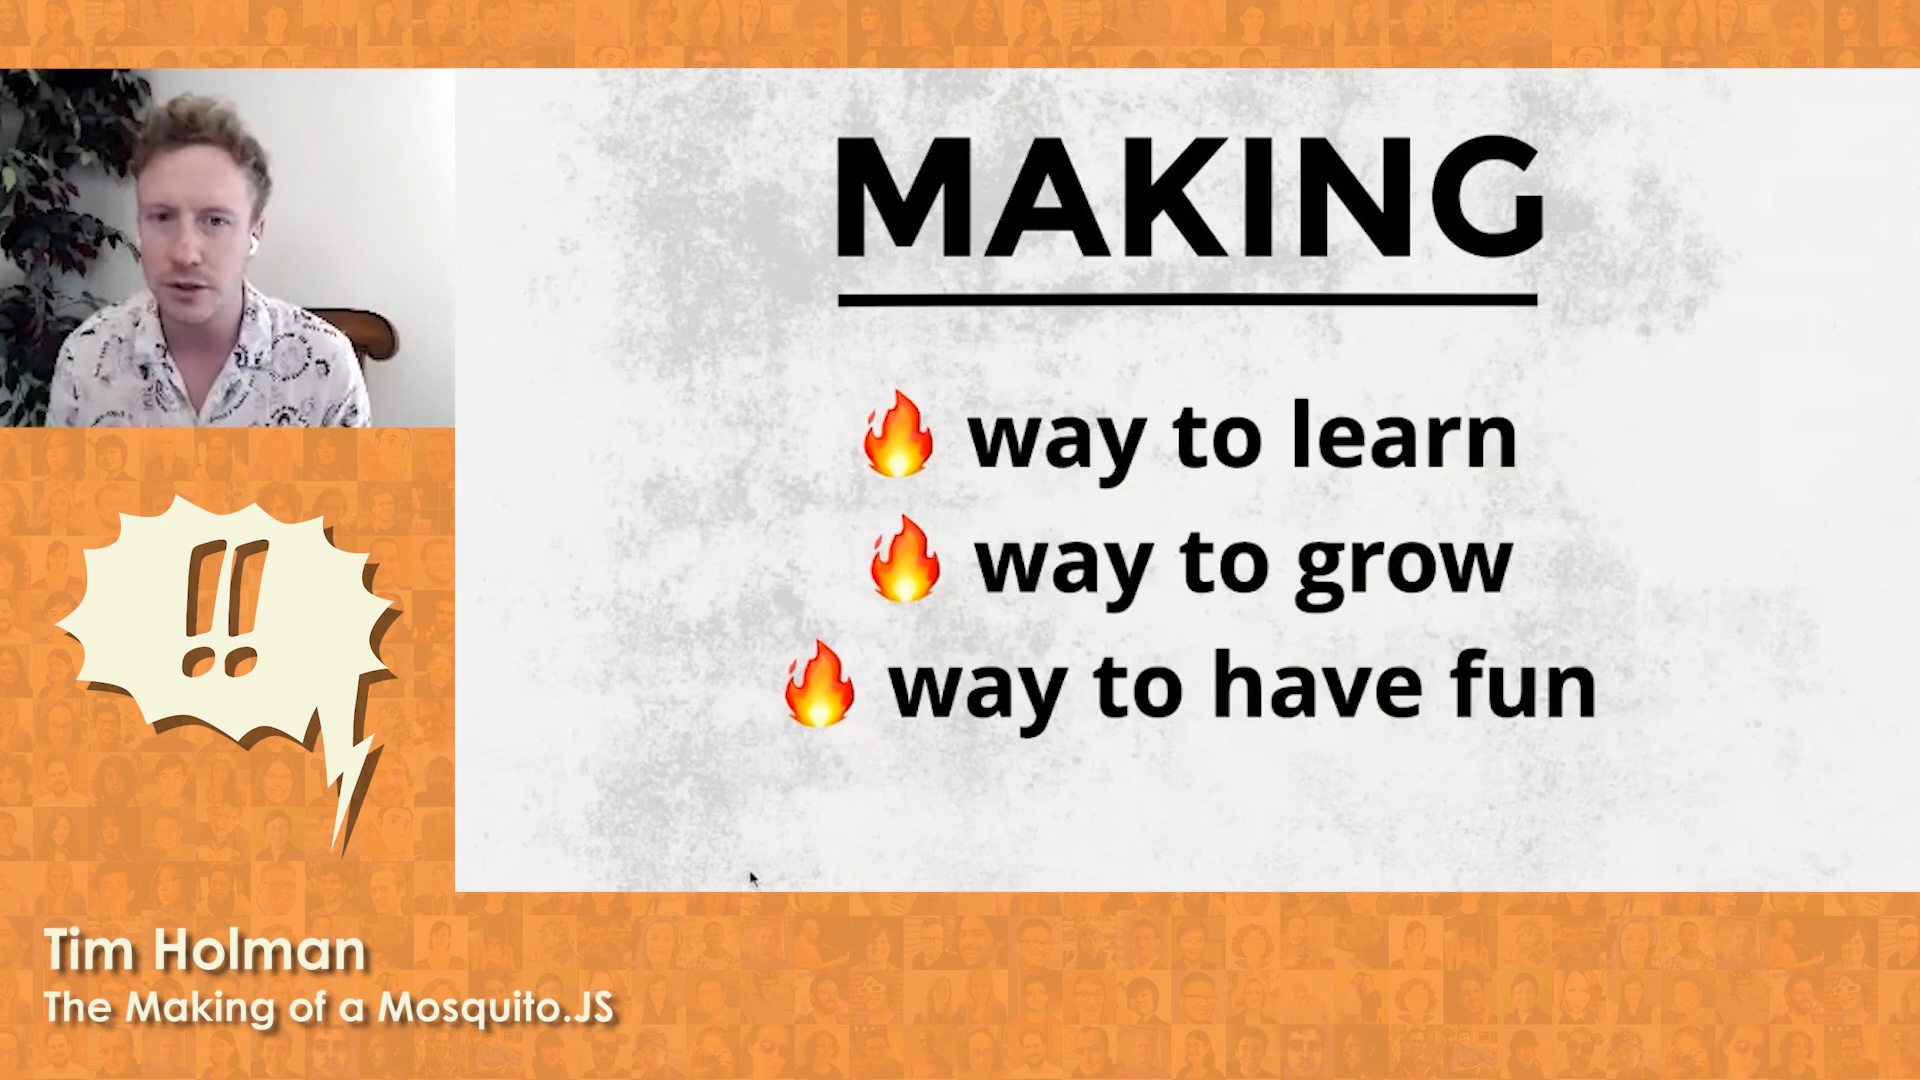 MAKING
🔥 way to learn
🔥 way to grow
🔥 way to have fun
!!
Tim Holman
The Making of a Mosquito.JS